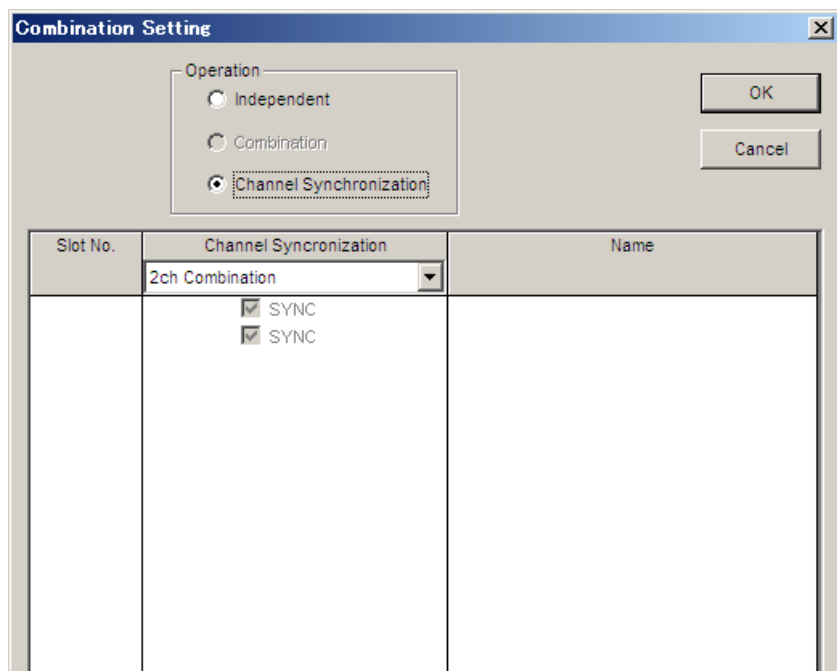 Combination Setting
Operation
Independent
Combination
Channel Synchronization
OK
Cancel
Slot No.
Channel Syncronization
Name
2ch Combination
SYNC
SYNC